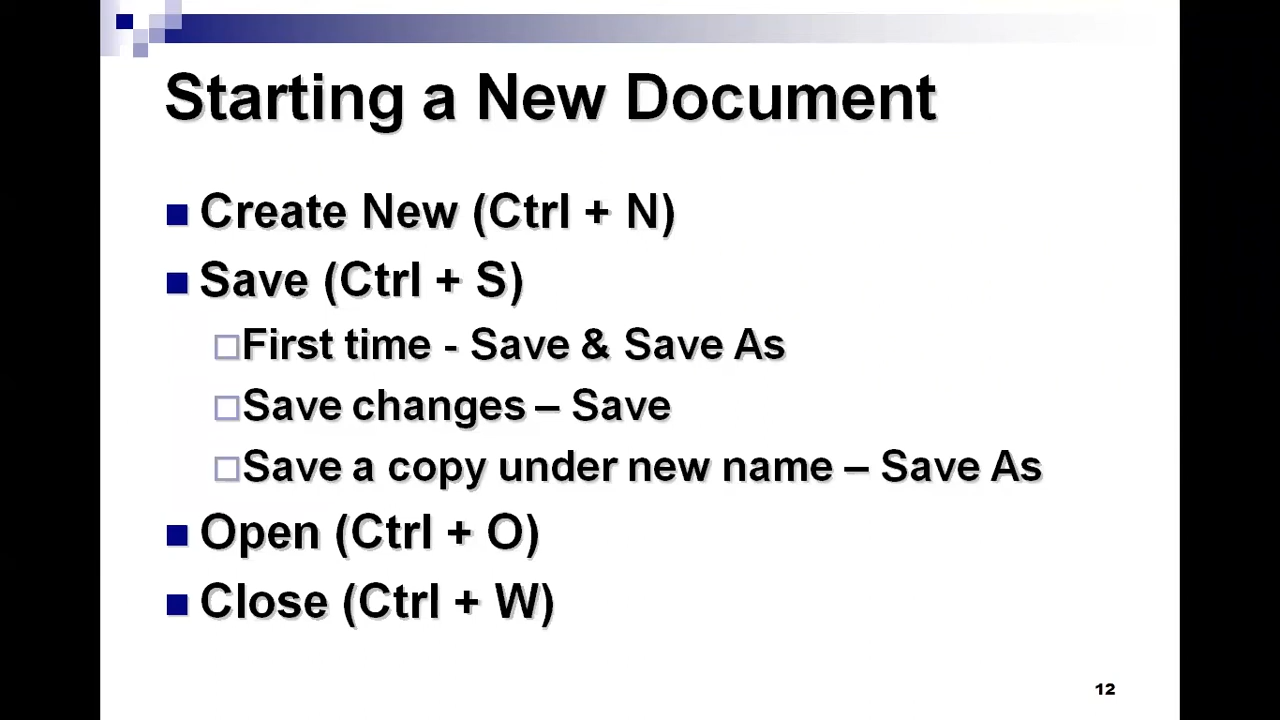 Starting a New Document
Create New (Ctrl + N)
Save (Ctrl + S)
First time - Save & Save As
Save changes – Save
Save a copy under new name – Save As
Open (Ctrl + O)
Close (Ctrl + W)
12